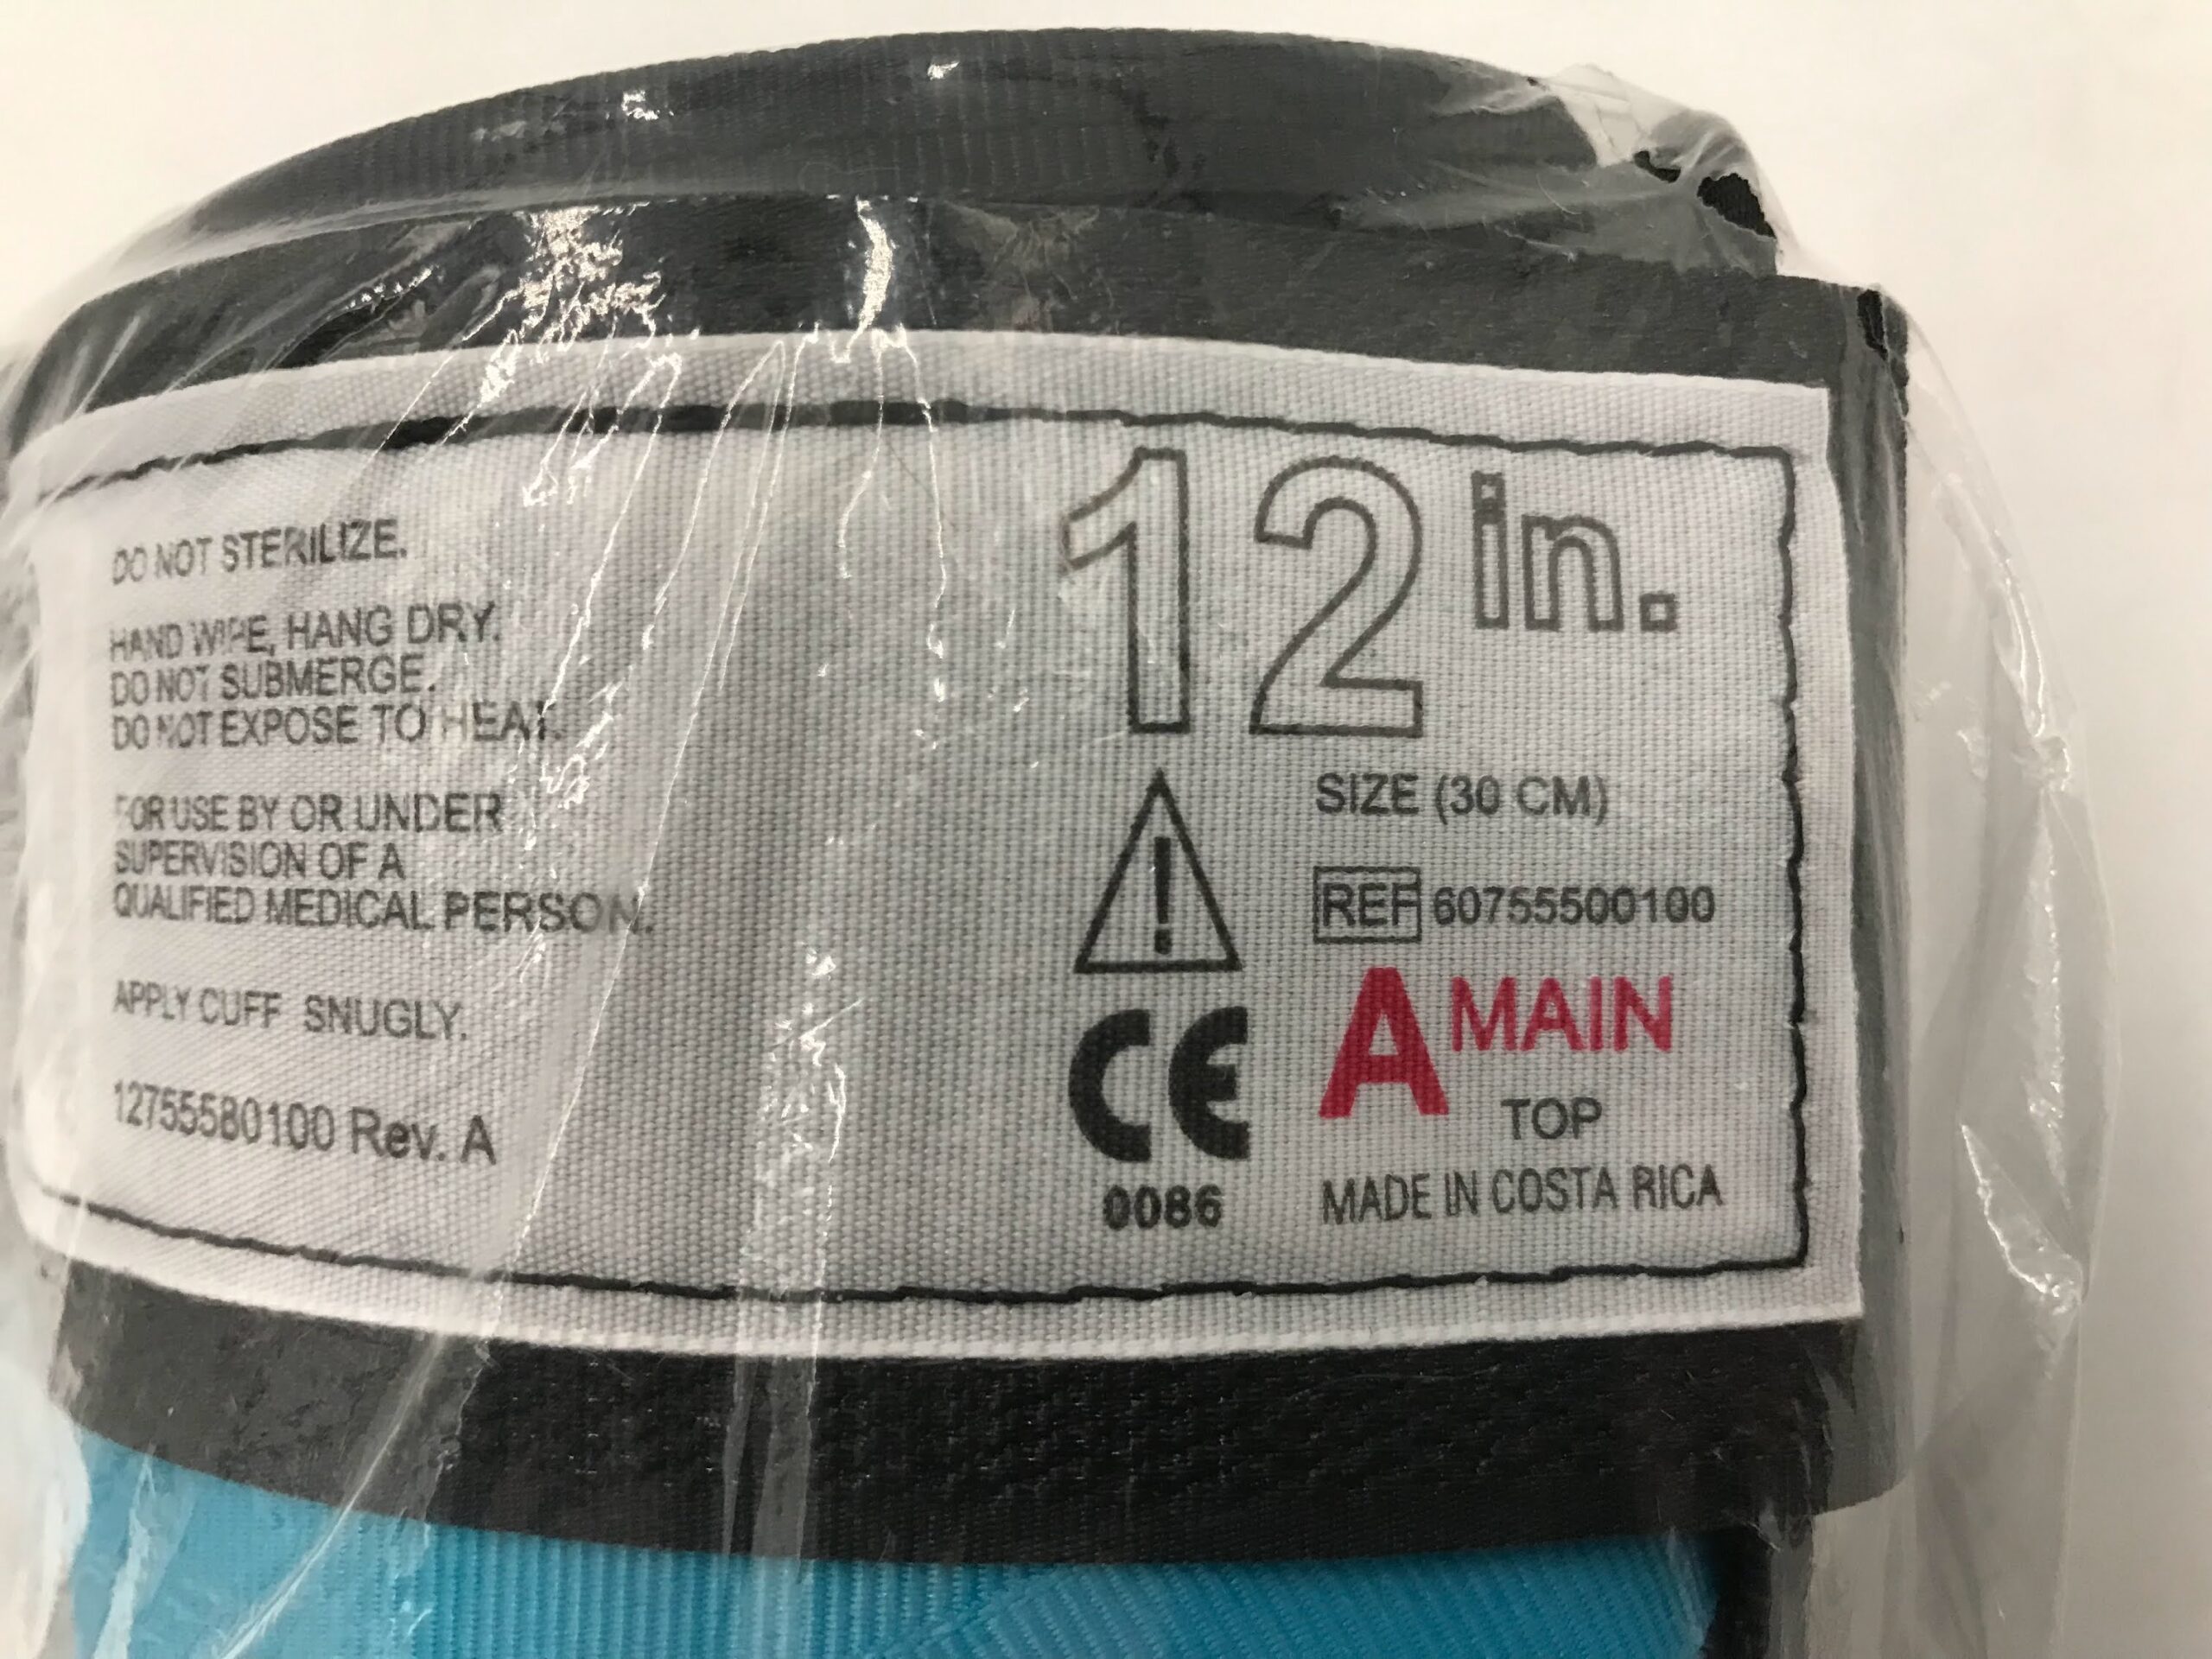 DO NOT STERILIZE.
HAND WIPE, HANG DRY.
DO NOT SUBMERGE.
DO NOT EXPOSE TO HEAT.
FOR USE BY OR UNDER
SUPERVISION OF A
QUALIFIED MEDICAL PERSON.
APPLY CUFF SNUGLY.
12755580100 Rev. A
12 in.
!
SIZE (30 CM)
REF 60755500100
A MAIN
TOP
CE
0086
MADE IN COSTA RICA